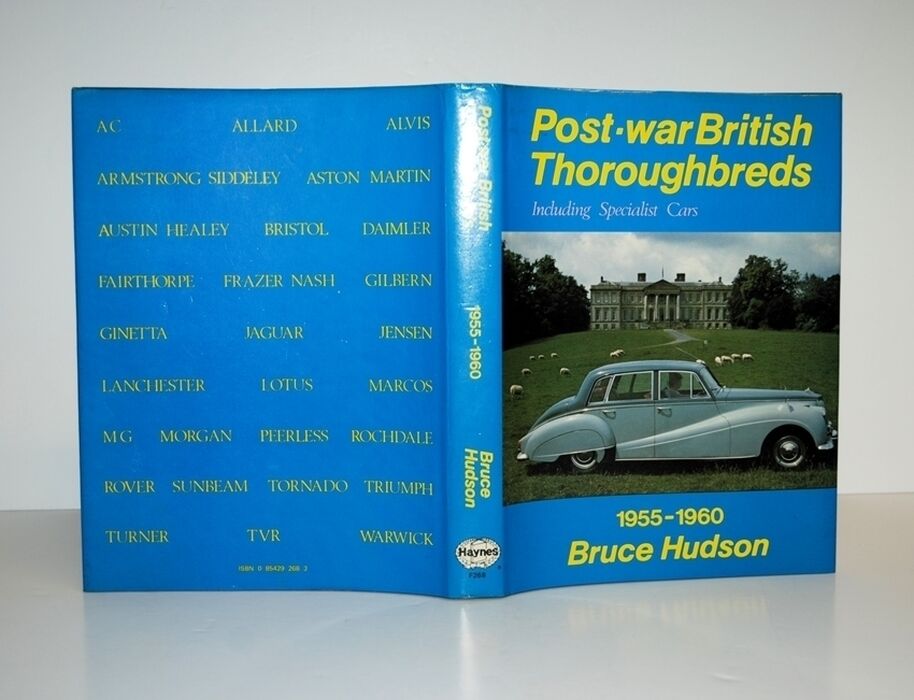 AC ALLARD ALVIS
ARMSTRONG SIDDELEY ASTON MARTIN
AUSTIN HEALEY BRISTOL DAIMLER
FAIRTHORPE FRAZER NASH GILBERN
GINETTA JAGUAR JENSEN
LANCHESTER LOTUS MARCOS
MG MORGAN PEERLESS ROCHDALE
ROVER SUNBEAM TORNADO TRIUMPH
TURNER TVR WARWICK
ISBN 0 85429 268 3
Post-war British
1955-1960
Bruce
Hudson
Haynes
F268
Post-war British
Thoroughbreds
Including Specialist Cars
1955-1960
Bruce Hudson